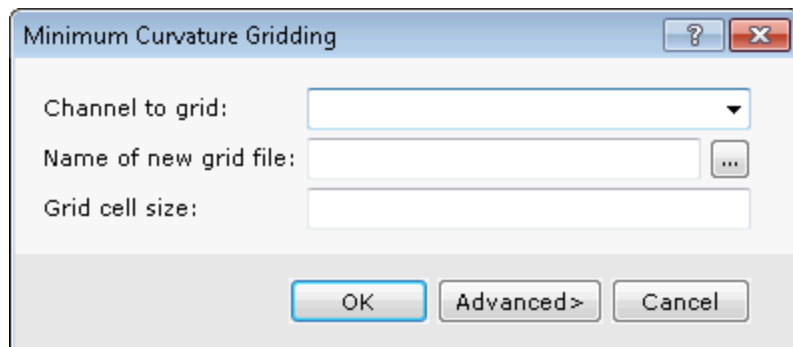 Minimum Curvature Gridding ?
Channel to grid:
Name of new grid file: ...
Grid cell size:
OK Advanced> Cancel